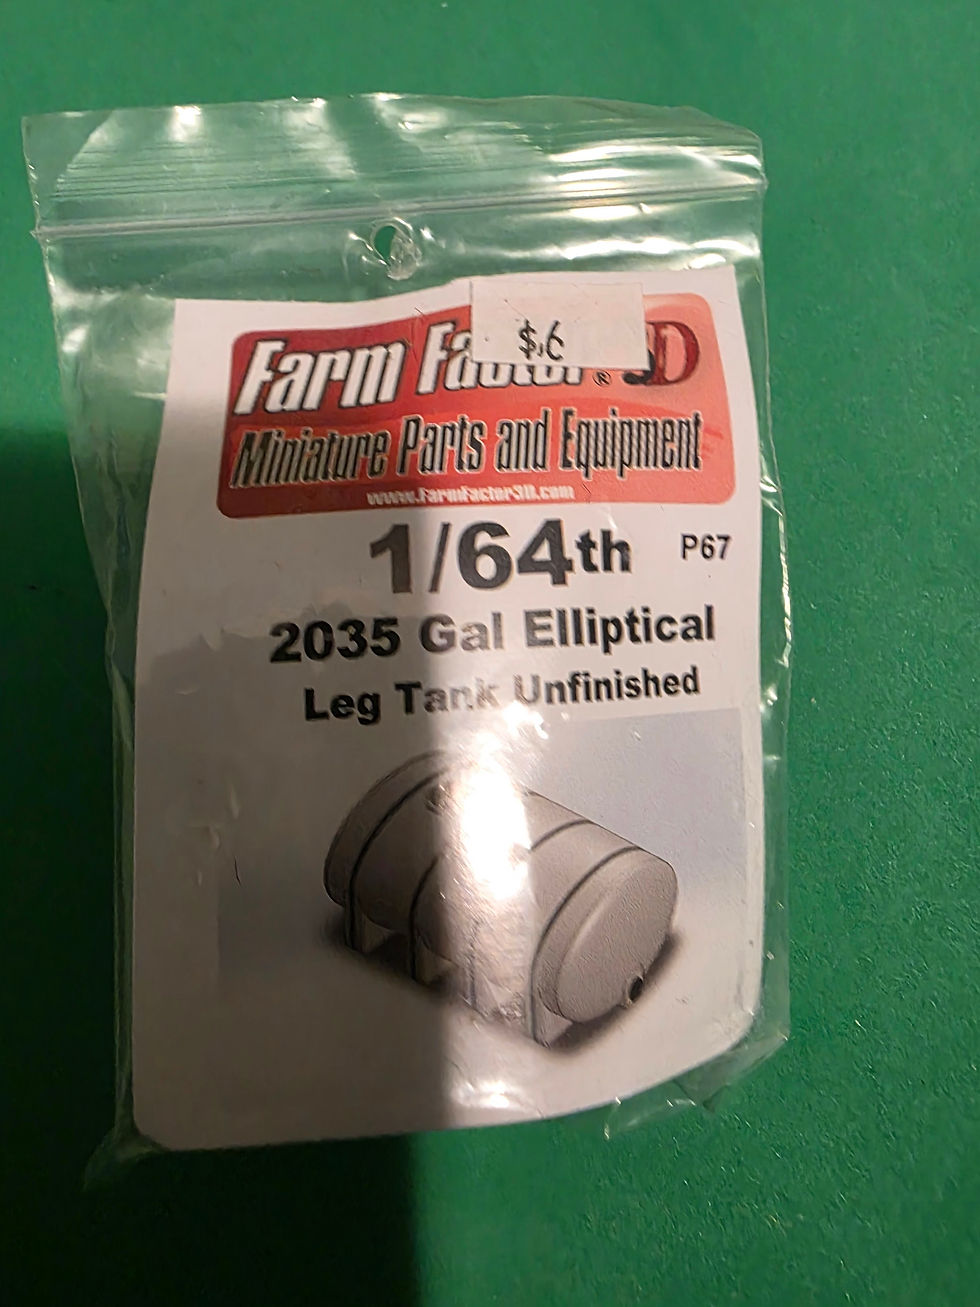 $.6
Farm Factor® 3D
Miniature Parts and Equipment
www.FarmFactor3D.com
1/64th P67
2035 Gal Elliptical
Leg Tank Unfinished